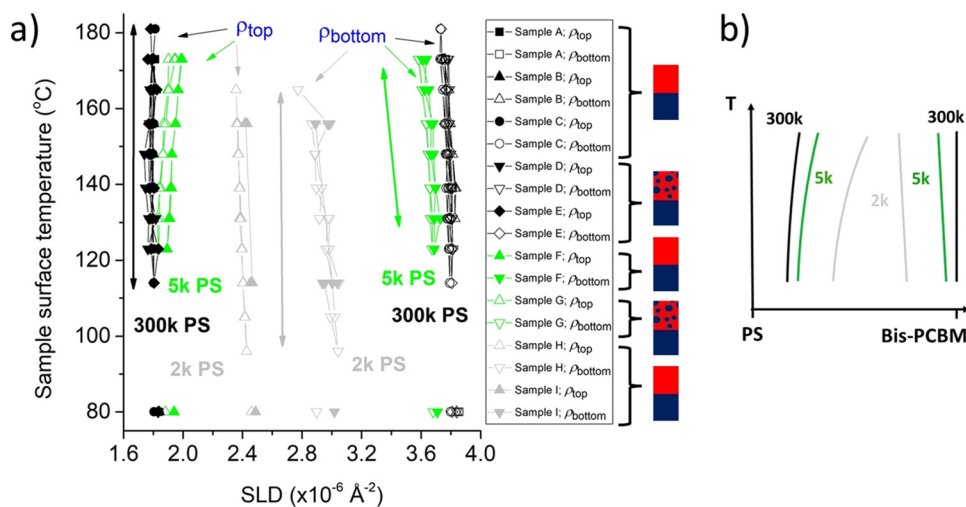 a)
Sample surface temperature (°C)
180
160
140
120
100
80
1.6 2.0 2.4 2.8 3.2 3.6 4.0
SLD (x10⁻⁶ Å⁻²)
ρtop
ρbottom
5k PS
300k PS
2k PS
2k PS
5k PS
300k PS
Sample A; ρtop
Sample A; ρbottom
Sample B; ρtop
Sample B; ρbottom
Sample C; ρtop
Sample C; ρbottom
Sample D; ρtop
Sample D; ρbottom
Sample E; ρtop
Sample E; ρbottom
Sample F; ρtop
Sample F; ρbottom
Sample G; ρtop
Sample G; ρbottom
Sample H; ρtop
Sample H; ρbottom
Sample I; ρtop
Sample I; ρbottom
b)
T
300k
5k
2k
5k
300k
PS
Bis-PCBM